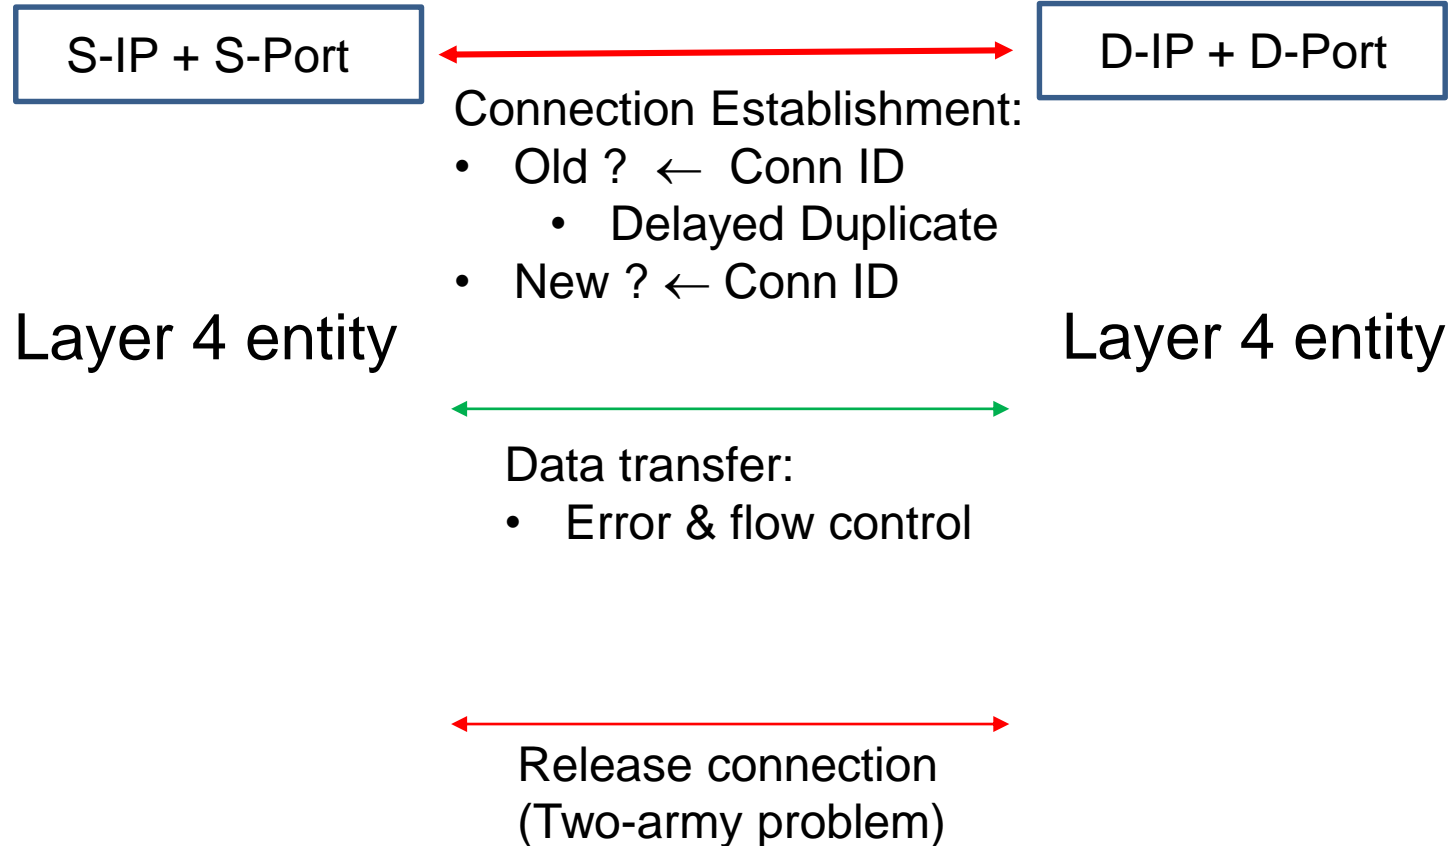 S-IP + S-Port
D-IP + D-Port
Connection Establishment:
• Old ? ← Conn ID
• Delayed Duplicate
• New ? ← Conn ID
Layer 4 entity
Layer 4 entity
Data transfer:
• Error & flow control
Release connection
(Two-army problem)